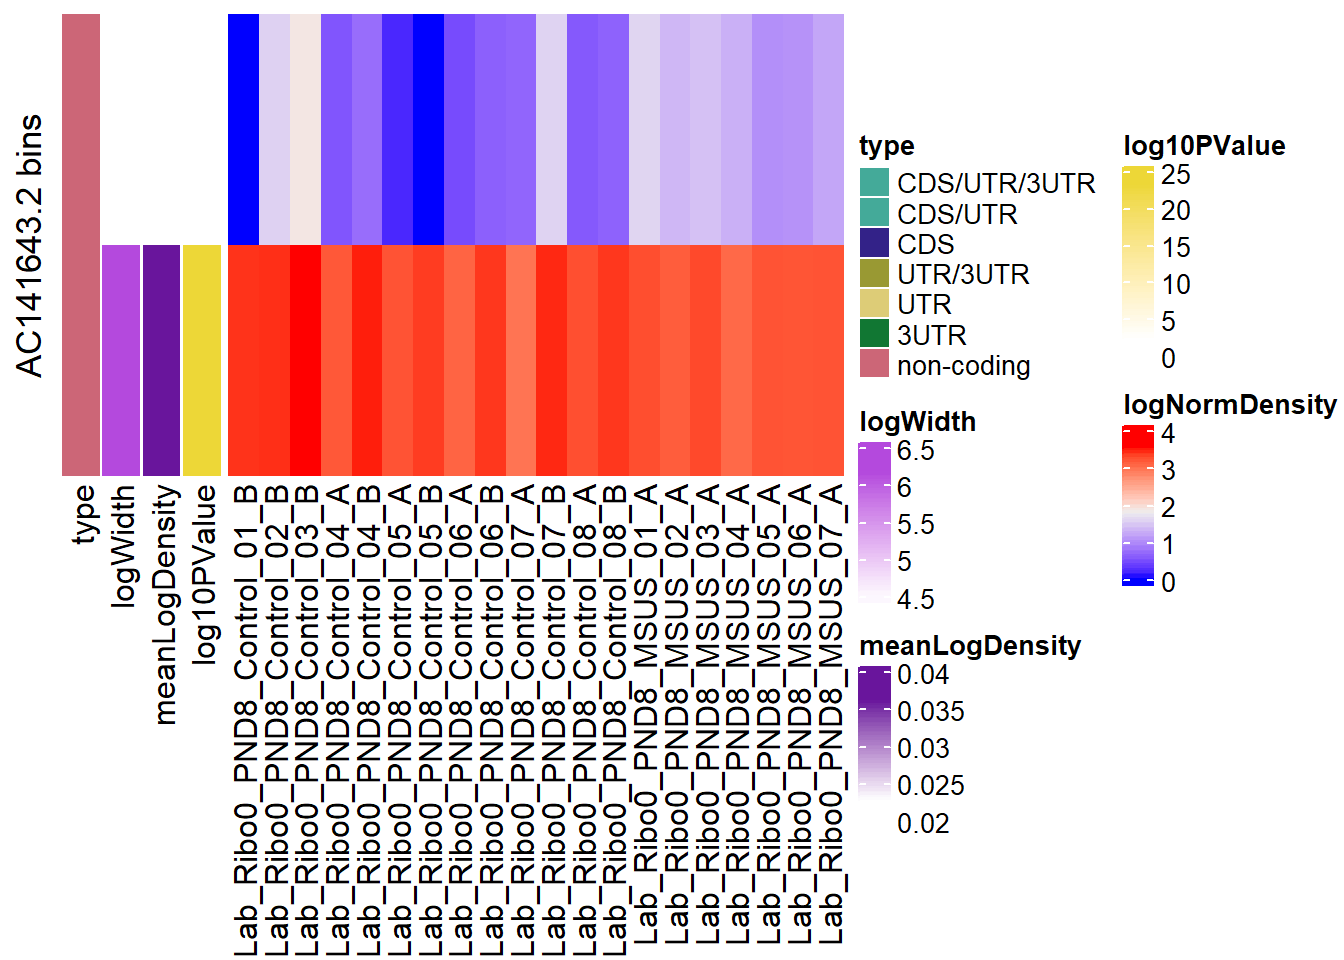 AC141643.2 bins
type
logWidth
meanLogDensity
log10PValue
Lab_Ribo0_PND8_Control_01_B
Lab_Ribo0_PND8_Control_02_B
Lab_Ribo0_PND8_Control_03_B
Lab_Ribo0_PND8_Control_04_A
Lab_Ribo0_PND8_Control_04_B
Lab_Ribo0_PND8_Control_05_A
Lab_Ribo0_PND8_Control_05_B
Lab_Ribo0_PND8_Control_06_A
Lab_Ribo0_PND8_Control_06_B
Lab_Ribo0_PND8_Control_07_A
Lab_Ribo0_PND8_Control_07_B
Lab_Ribo0_PND8_Control_08_A
Lab_Ribo0_PND8_Control_08_B
Lab_Ribo0_PND8_MSUS_01_A
Lab_Ribo0_PND8_MSUS_02_A
Lab_Ribo0_PND8_MSUS_03_A
Lab_Ribo0_PND8_MSUS_04_A
Lab_Ribo0_PND8_MSUS_05_A
Lab_Ribo0_PND8_MSUS_06_A
Lab_Ribo0_PND8_MSUS_07_A
type
CDS/UTR/3UTR
CDS/UTR
CDS
UTR/3UTR
UTR
3UTR
non-coding
logWidth
6.5
6
5.5
5
4.5
meanLogDensity
0.04
0.035
0.03
0.025
0.02
log10PValue
25
20
15
10
5
0
logNormDensity
4
3
2
1
0